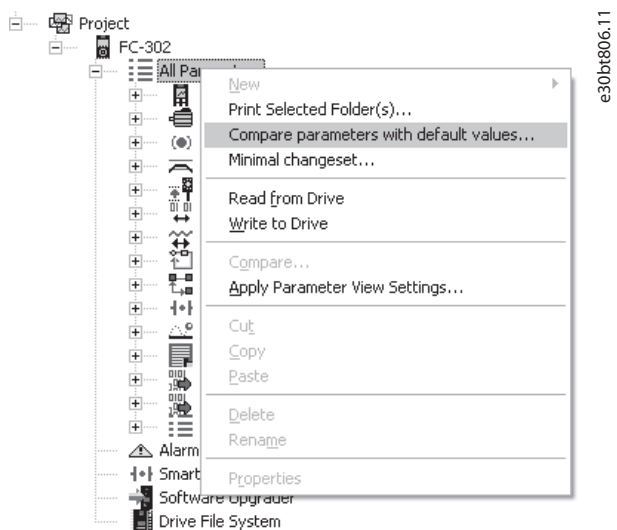 Project
FC-302
All Par
New
Print Selected Folder(s)...
Compare parameters with default values...
Minimal changeset...
Read from Drive
Write to Drive
Compare...
Apply Parameter View Settings...
Cut
Copy
Paste
Delete
Rename
Properties
Alarm
Smart
Software Upgrader
Drive File System
e30bt806.11